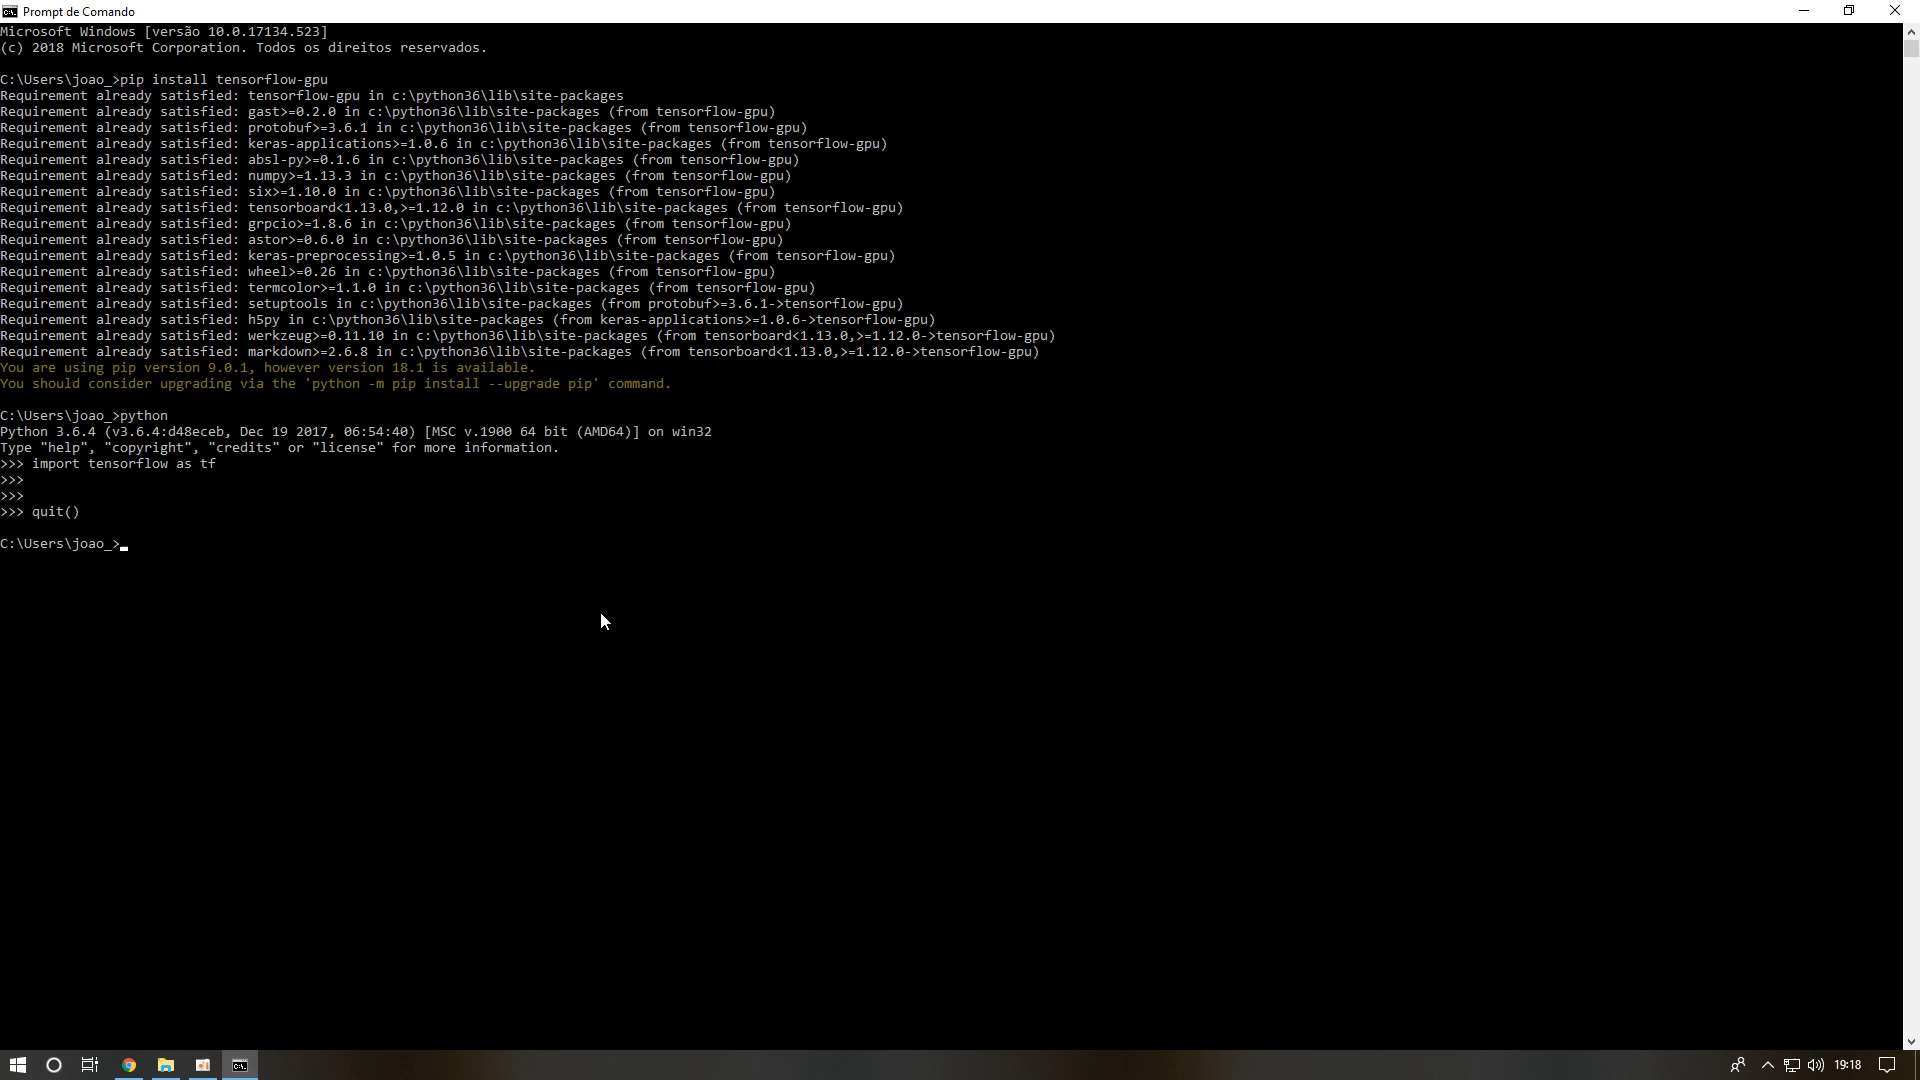 Prompt de Comando
Microsoft Windows [versão 10.0.17134.523]
(c) 2018 Microsoft Corporation. Todos os direitos reservados.
C:\Users\joao_>pip install tensorflow-gpu
Requirement already satisfied: tensorflow-gpu in c:\python36\lib\site-packages
Requirement already satisfied: gast>=0.2.0 in c:\python36\lib\site-packages (from tensorflow-gpu)
Requirement already satisfied: protobuf>=3.6.1 in c:\python36\lib\site-packages (from tensorflow-gpu)
Requirement already satisfied: keras-applications>=1.0.6 in c:\python36\lib\site-packages (from tensorflow-gpu)
Requirement already satisfied: absl-py>=0.1.6 in c:\python36\lib\site-packages (from tensorflow-gpu)
Requirement already satisfied: numpy>=1.13.3 in c:\python36\lib\site-packages (from tensorflow-gpu)
Requirement already satisfied: six>=1.10.0 in c:\python36\lib\site-packages (from tensorflow-gpu)
Requirement already satisfied: tensorboard<1.13.0,>=1.12.0 in c:\python36\lib\site-packages (from tensorflow-gpu)
Requirement already satisfied: grpcio>=1.8.6 in c:\python36\lib\site-packages (from tensorflow-gpu)
Requirement already satisfied: astor>=0.6.0 in c:\python36\lib\site-packages (from tensorflow-gpu)
Requirement already satisfied: keras-preprocessing>=1.0.5 in c:\python36\lib\site-packages (from tensorflow-gpu)
Requirement already satisfied: wheel>=0.26 in c:\python36\lib\site-packages (from tensorflow-gpu)
Requirement already satisfied: termcolor>=1.1.0 in c:\python36\lib\site-packages (from tensorflow-gpu)
Requirement already satisfied: setuptools in c:\python36\lib\site-packages (from protobuf>=3.6.1->tensorflow-gpu)
Requirement already satisfied: h5py in c:\python36\lib\site-packages (from keras-applications>=1.0.6->tensorflow-gpu)
Requirement already satisfied: werkzeug>=0.11.10 in c:\python36\lib\site-packages (from tensorboard<1.13.0,>=1.12.0->tensorflow-gpu)
Requirement already satisfied: markdown>=2.6.8 in c:\python36\lib\site-packages (from tensorboard<1.13.0,>=1.12.0->tensorflow-gpu)
You are using pip version 9.0.1, however version 18.1 is available.
You should consider upgrading via the 'python -m pip install --upgrade pip' command.
C:\Users\joao_>python
Python 3.6.4 (v3.6.4:d48eceb, Dec 19 2017, 06:54:40) [MSC v.1900 64 bit (AMD64)] on win32
Type "help", "copyright", "credits" or "license" for more information.
>>> import tensorflow as tf
>>>
>>>
>>> quit()
C:\Users\joao_>
19:18